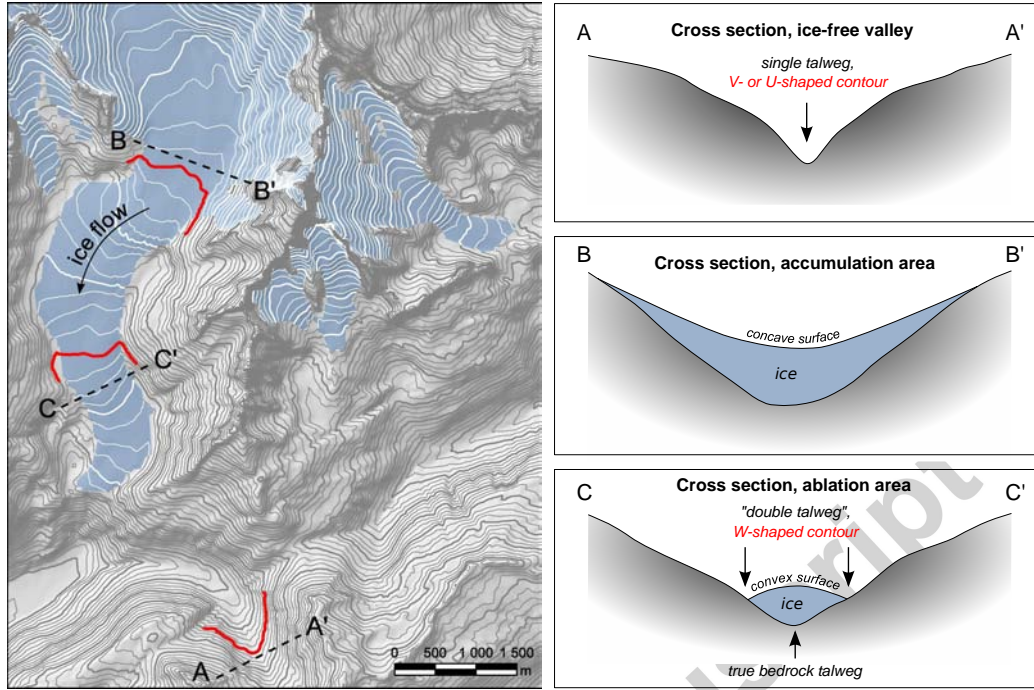 B
B'
ice flow
C'
C
A'
A
0 500 1 000 1 500
m
A A'
Cross section, ice-free valley
single talweg,
V- or U-shaped contour
B B'
Cross section, accumulation area
concave surface
ice
C C'
Cross section, ablation area
"double talweg",
W-shaped contour
convex surface
ice
true bedrock talweg